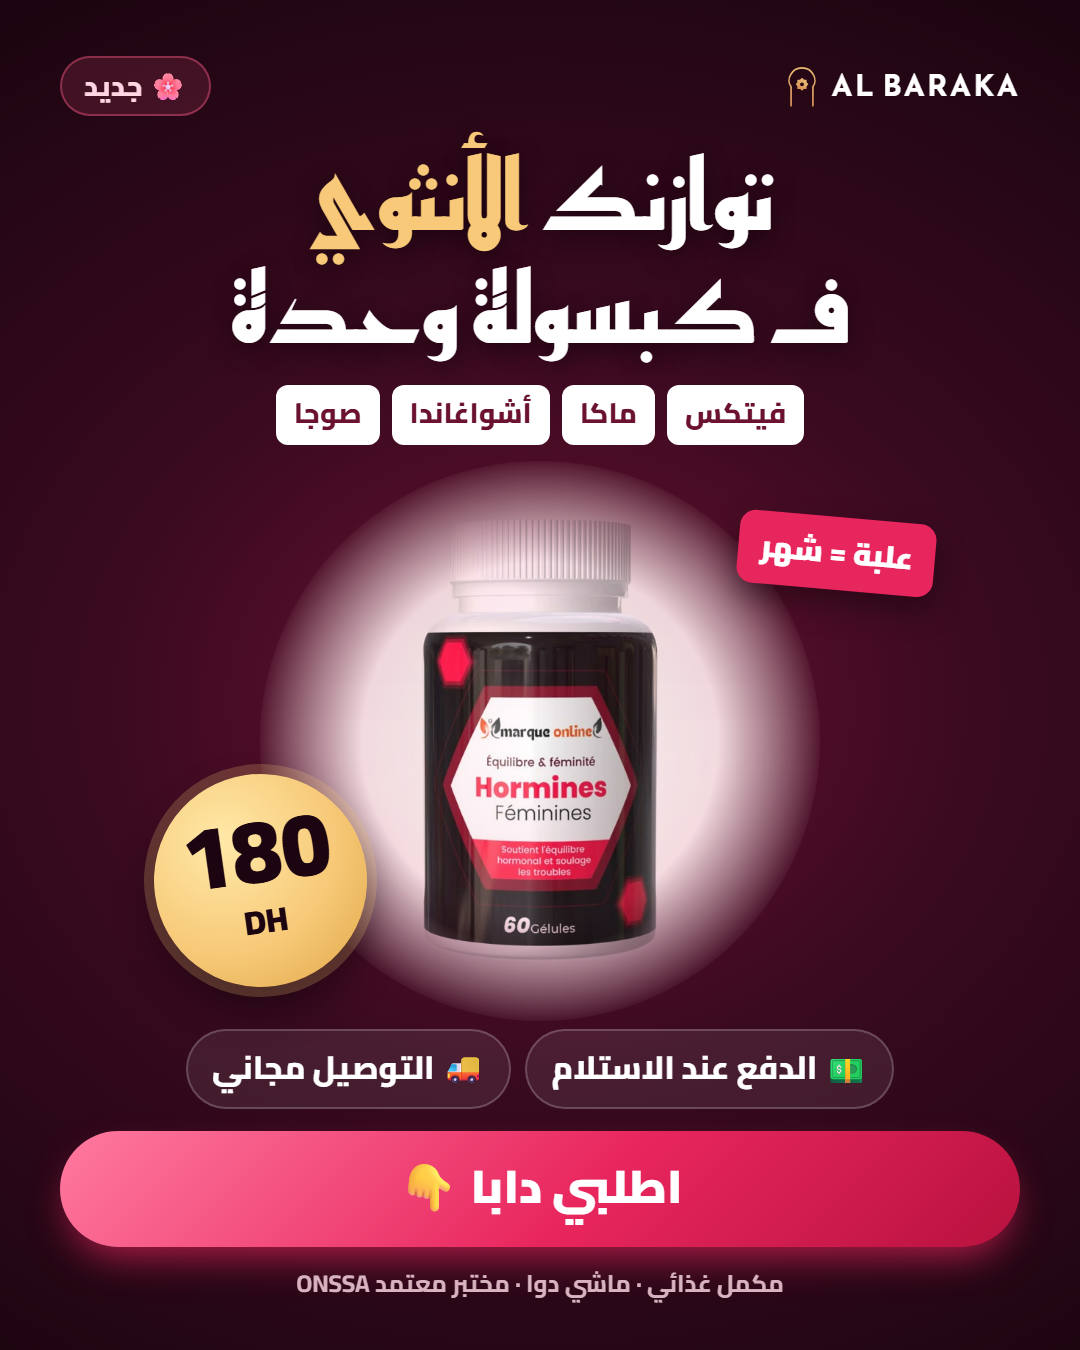 AL BARAKA
🌸 جديد
توازنك الأنثوي
ف كبسولة وحدة
فيتكس
ماكا
أشواغاندا
صوجا
علبة = شهر
marque online
Équilibre & féminité
Hormines
Féminines
Soutient l'équilibre
hormonal et soulage
les troubles
60 Gélules
180
DH
💵 الدفع عند الاستلام
🚚 التوصيل مجاني
اطلبي دابا 👇
مكمل غذائي · ماشي دوا · مختبر معتمد ONSSA